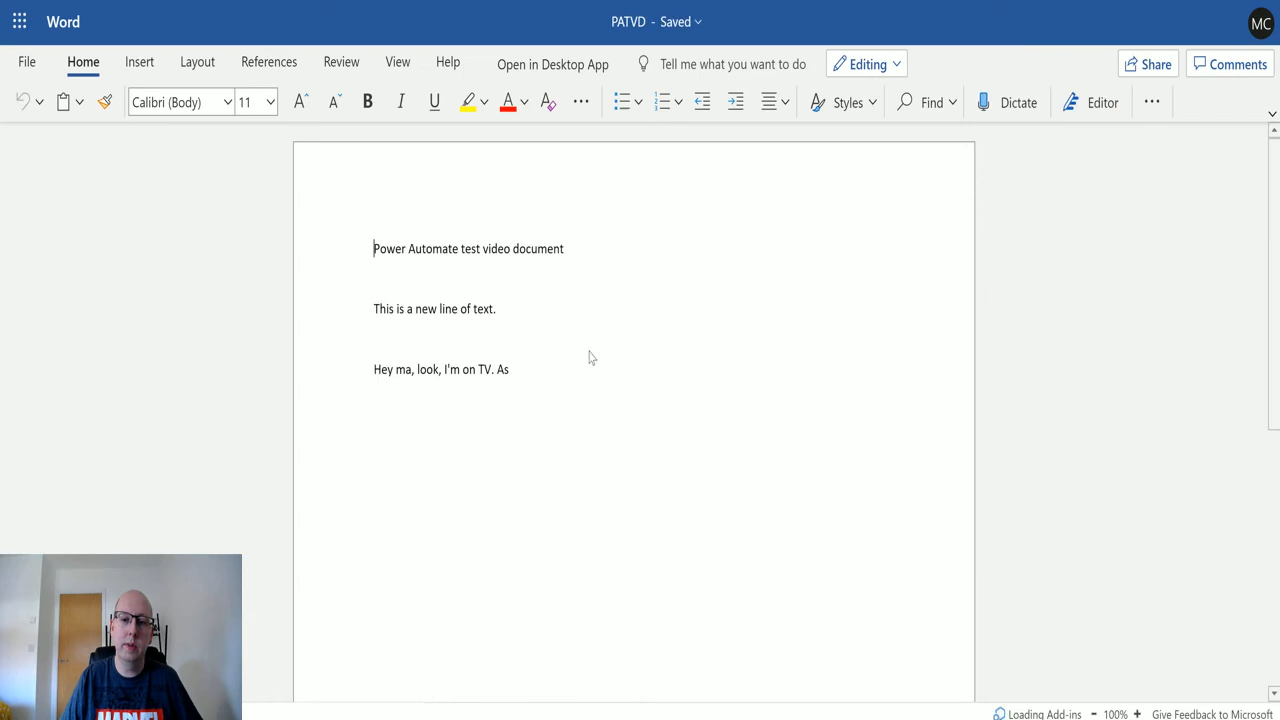 Word
PATVD - Saved
MC
File Home Insert Layout References Review View Help Open in Desktop App Tell me what you want to do Editing Share Comments
Calibri (Body) 11 A A B I U A A Styles Find Dictate Editor
Power Automate test video document
This is a new line of text.
Hey ma, look, I'm on TV. As
Loading Add-ins - 100% + Give Feedback to Microsoft